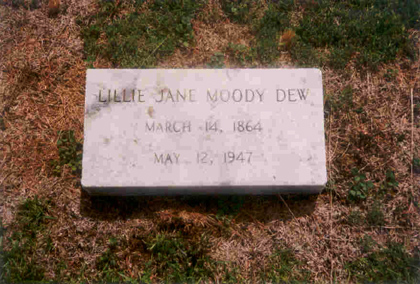 LILLIE JANE MOODY DEW
MARCH 14, 1864
MAY 12, 1947